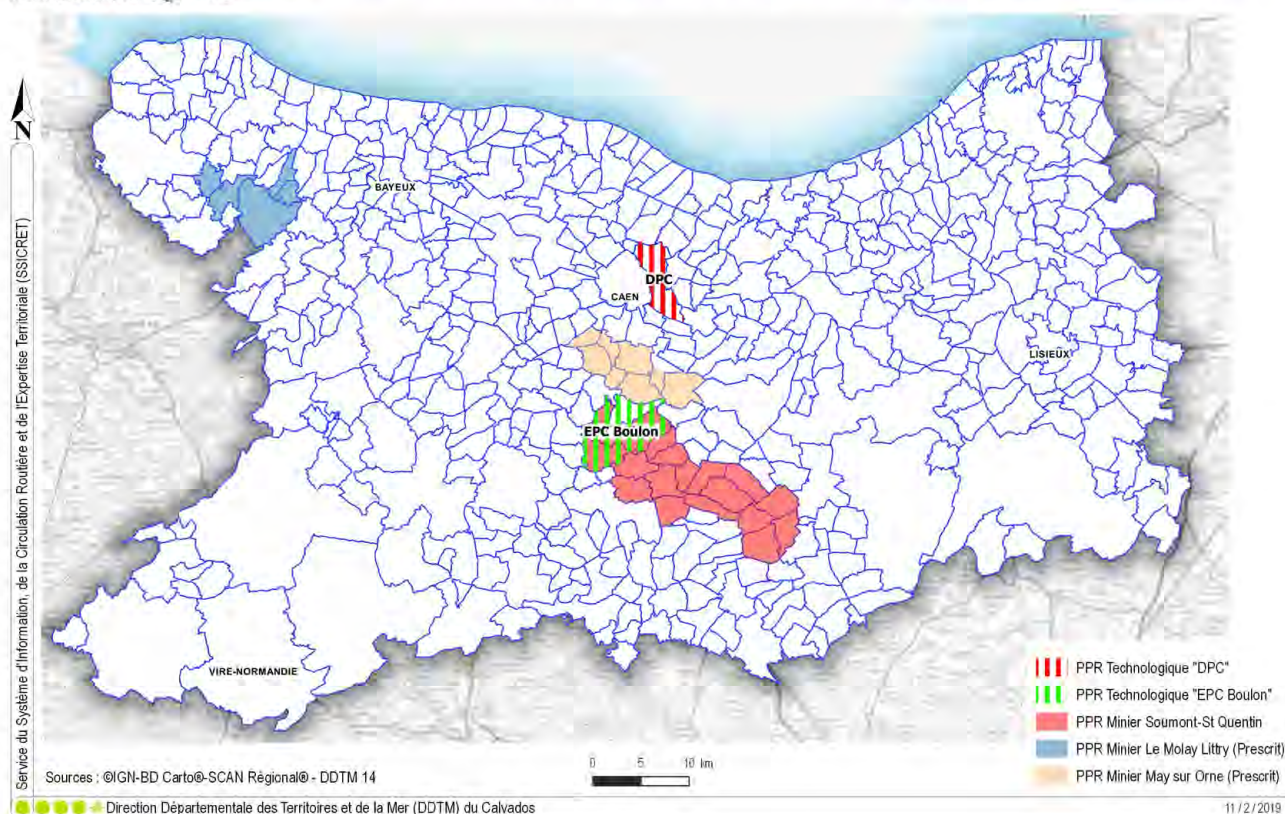 N
Service du Système d'Information, de la Circulation Routière et de l'Expertise Territoriale (SSICRET)
BAYEUX
DPC
CAEN
LISIEUX
EPC Boulon
VIRE-NORMANDIE
PPR Technologique "DPC"
PPR Technologique "EPC Boulon"
PPR Minier Soumont-St Quentin
PPR Minier Le Molay Littry (Prescrit)
PPR Minier May sur Orne (Prescrit)
0 5 10 km
Sources : ©IGN-BD Carto®-SCAN Régional® - DDTM 14
Direction Départementale des Territoires et de la Mer (DDTM) du Calvados
11 / 2 / 2019